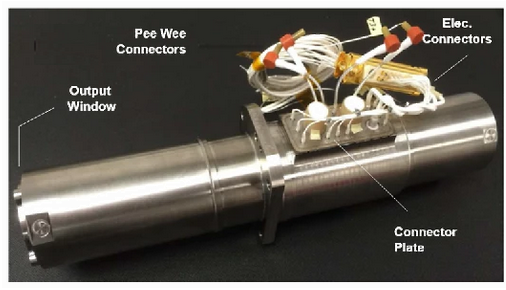 Pee Wee
Connectors
Elec.
Connectors
Output
Window
Connector
Plate